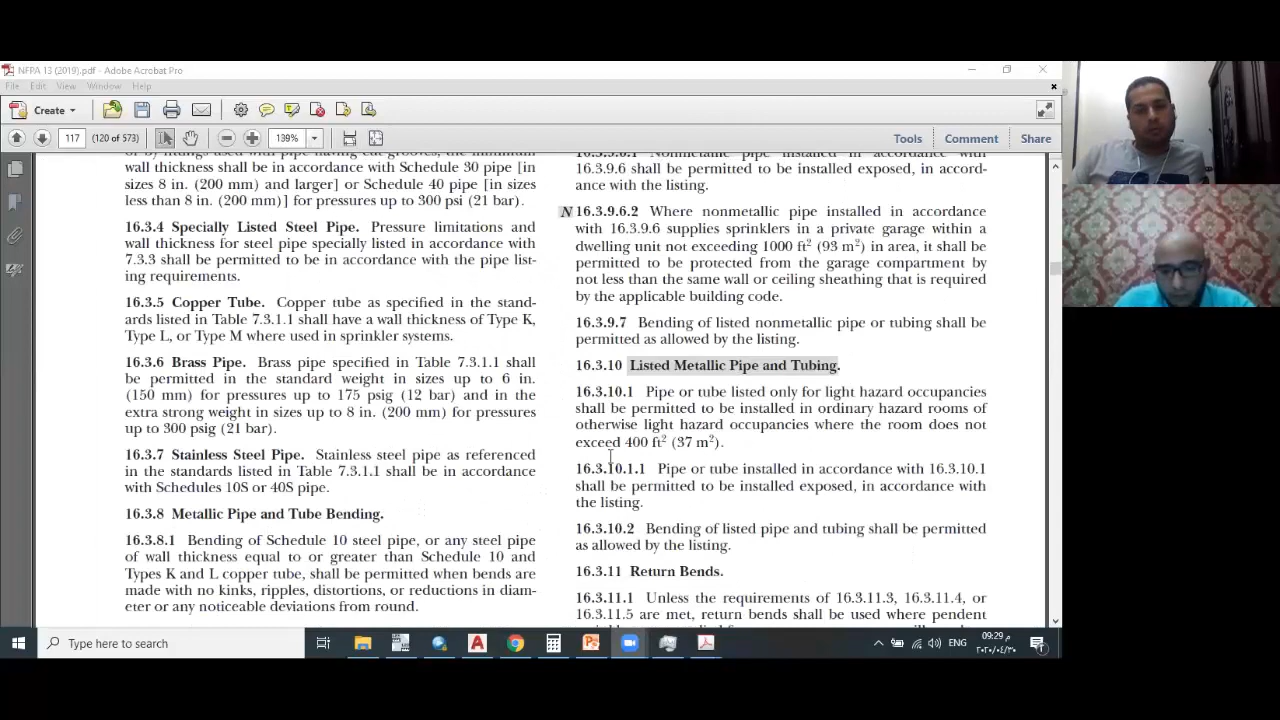 NFPA 13 (2019).pdf - Adobe Acrobat Pro
File Edit View Window Help
Create
117 (120 of 573) 139% Tools Comment Share
or b) fittings used with pipe having cut grooves, the minimum
wall thickness shall be in accordance with Schedule 30 pipe [in
sizes 8 in. (200 mm) and larger] or Schedule 40 pipe [in sizes
less than 8 in. (200 mm)] for pressures up to 300 psi (21 bar).
16.3.4 Specially Listed Steel Pipe. Pressure limitations and
wall thickness for steel pipe specially listed in accordance with
7.3.3 shall be permitted to be in accordance with the pipe list-
ing requirements.
16.3.5 Copper Tube. Copper tube as specified in the stand-
ards listed in Table 7.3.1.1 shall have a wall thickness of Type K,
Type L, or Type M where used in sprinkler systems.
16.3.6 Brass Pipe. Brass pipe specified in Table 7.3.1.1 shall
be permitted in the standard weight in sizes up to 6 in.
(150 mm) for pressures up to 175 psig (12 bar) and in the
extra strong weight in sizes up to 8 in. (200 mm) for pressures
up to 300 psig (21 bar).
16.3.7 Stainless Steel Pipe. Stainless steel pipe as referenced
in the standards listed in Table 7.3.1.1 shall be in accordance
with Schedules 10S or 40S pipe.
16.3.8 Metallic Pipe and Tube Bending.
16.3.8.1 Bending of Schedule 10 steel pipe, or any steel pipe
of wall thickness equal to or greater than Schedule 10 and
Types K and L copper tube, shall be permitted when bends are
made with no kinks, ripples, distortions, or reductions in diam-
eter or any noticeable deviations from round.
16.3.9.6.1 Nonmetallic pipe installed in accordance with
16.3.9.6 shall be permitted to be installed exposed, in accord-
ance with the listing.
N 16.3.9.6.2 Where nonmetallic pipe installed in accordance
with 16.3.9.6 supplies sprinklers in a private garage within a
dwelling unit not exceeding 1000 ft² (93 m²) in area, it shall be
permitted to be protected from the garage compartment by
not less than the same wall or ceiling sheathing that is required
by the applicable building code.
16.3.9.7 Bending of listed nonmetallic pipe or tubing shall be
permitted as allowed by the listing.
16.3.10 Listed Metallic Pipe and Tubing.
16.3.10.1 Pipe or tube listed only for light hazard occupancies
shall be permitted to be installed in ordinary hazard rooms of
otherwise light hazard occupancies where the room does not
exceed 400 ft² (37 m²).
16.3.10.1.1 Pipe or tube installed in accordance with 16.3.10.1
shall be permitted to be installed exposed, in accordance with
the listing.
16.3.10.2 Bending of listed pipe and tubing shall be permitted
as allowed by the listing.
16.3.11 Return Bends.
16.3.11.1 Unless the requirements of 16.3.11.3, 16.3.11.4, or
16.3.11.5 are met, return bends shall be used where pendent
Type here to search
ENG
09:29 م
٢٠٢٠/٠٤/٣٠